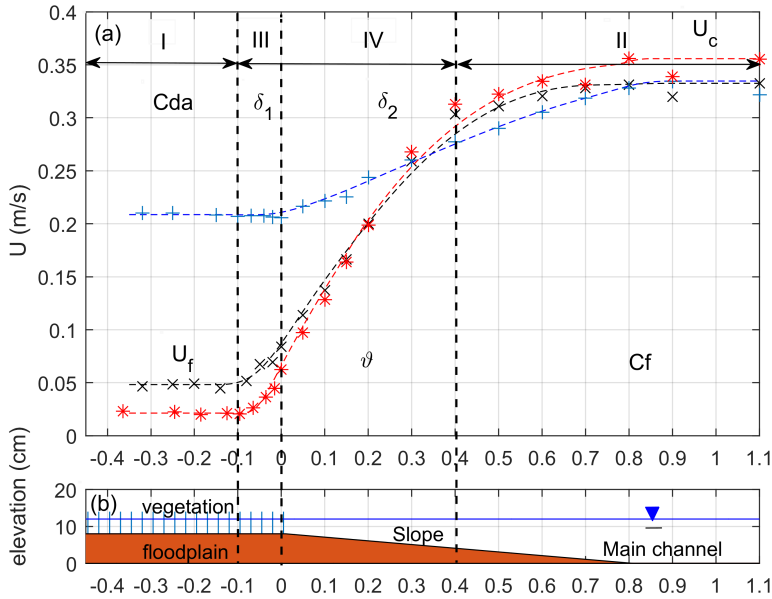 (a) I III IV II U_c
Cda δ_1 δ_2
U_f ϑ Cf
U (m/s)
0.4
0.35
0.3
0.25
0.2
0.15
0.1
0.05
0
-0.4 -0.3 -0.2 -0.1 0 0.1 0.2 0.3 0.4 0.5 0.6 0.7 0.8 0.9 1.1
(b) vegetation
floodplain Slope Main channel
elevation (cm)
20
10
0
-0.4 -0.3 -0.2 -0.1 0 0.1 0.2 0.3 0.4 0.5 0.6 0.7 0.8 0.9 1.1